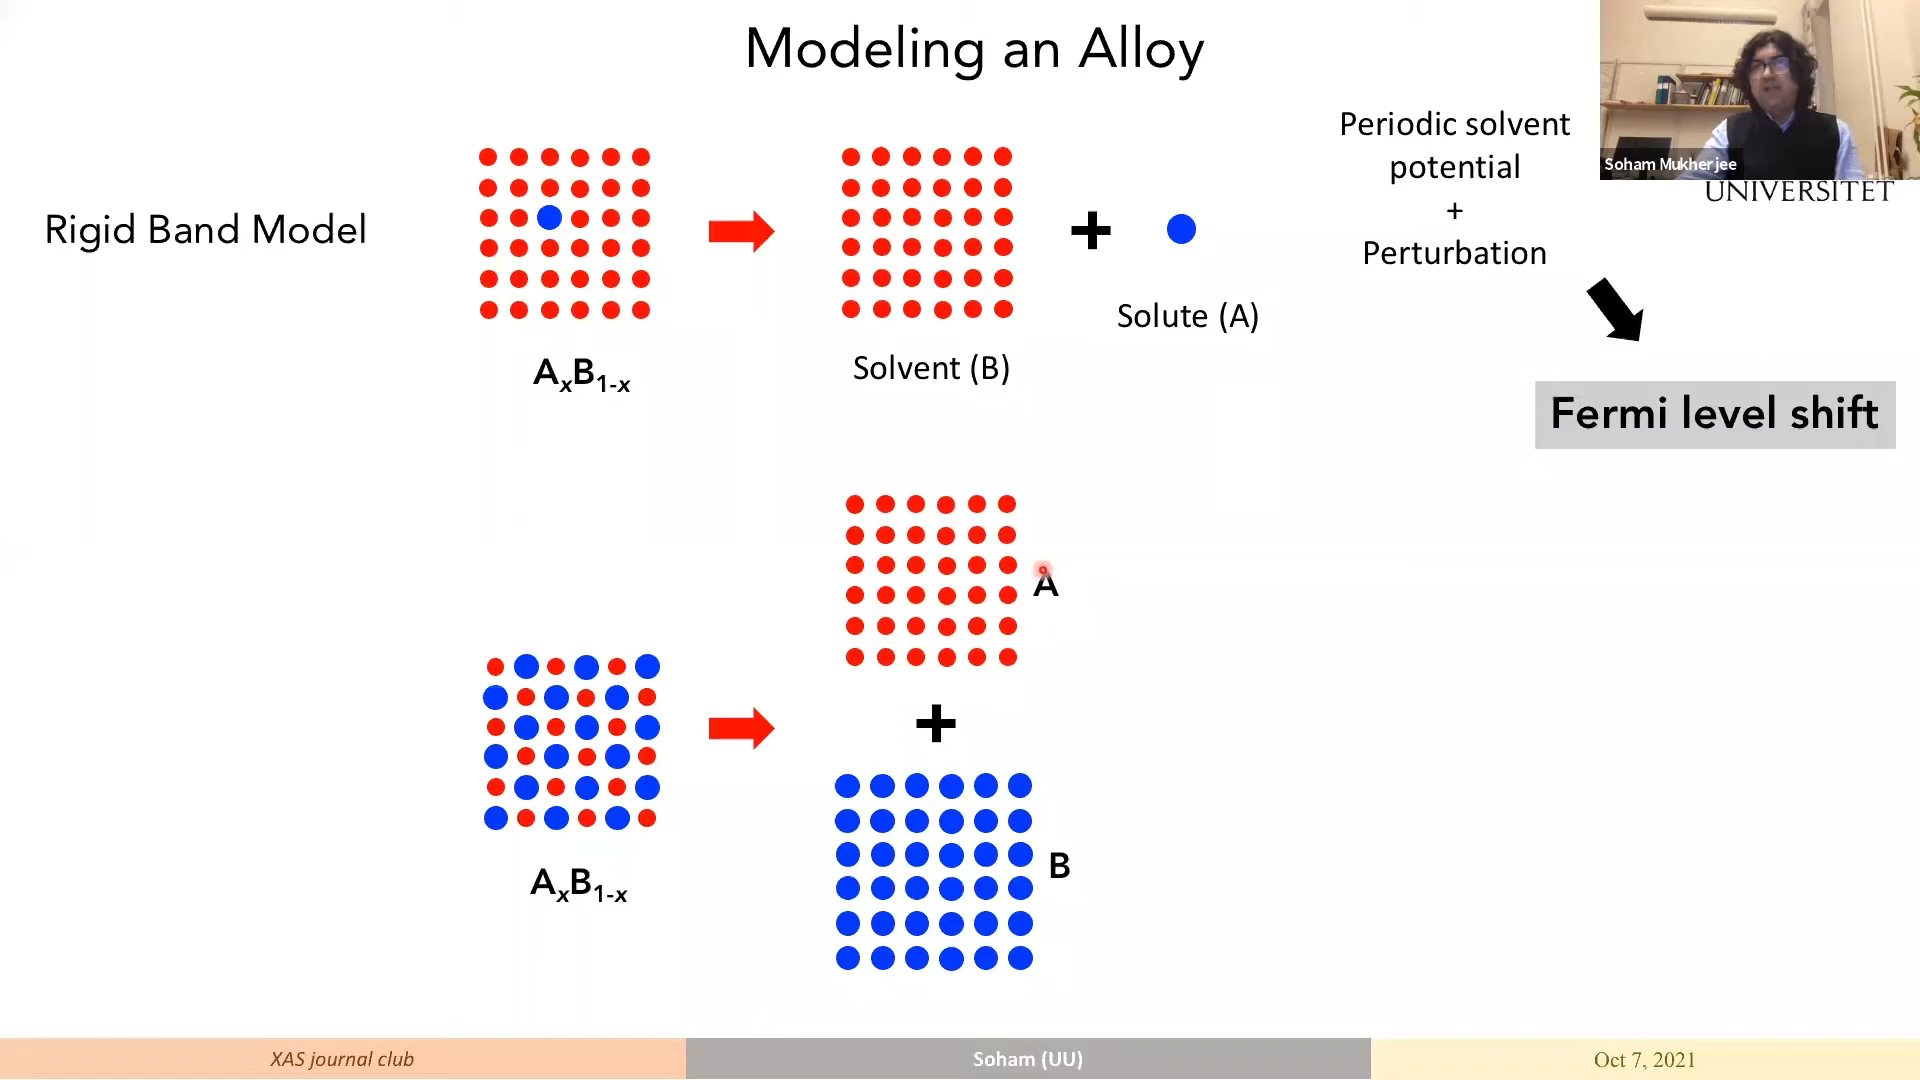 Modeling an Alloy
Soham Mukherjee
UNIVERSITET
Rigid Band Model
AₓB₁₋ₓ
+
Solvent (B)
Solute (A)
Periodic solvent
potential
+
Perturbation
Fermi level shift
AₓB₁₋ₓ
A
+
B
XAS journal club
Soham (UU)
Oct 7, 2021